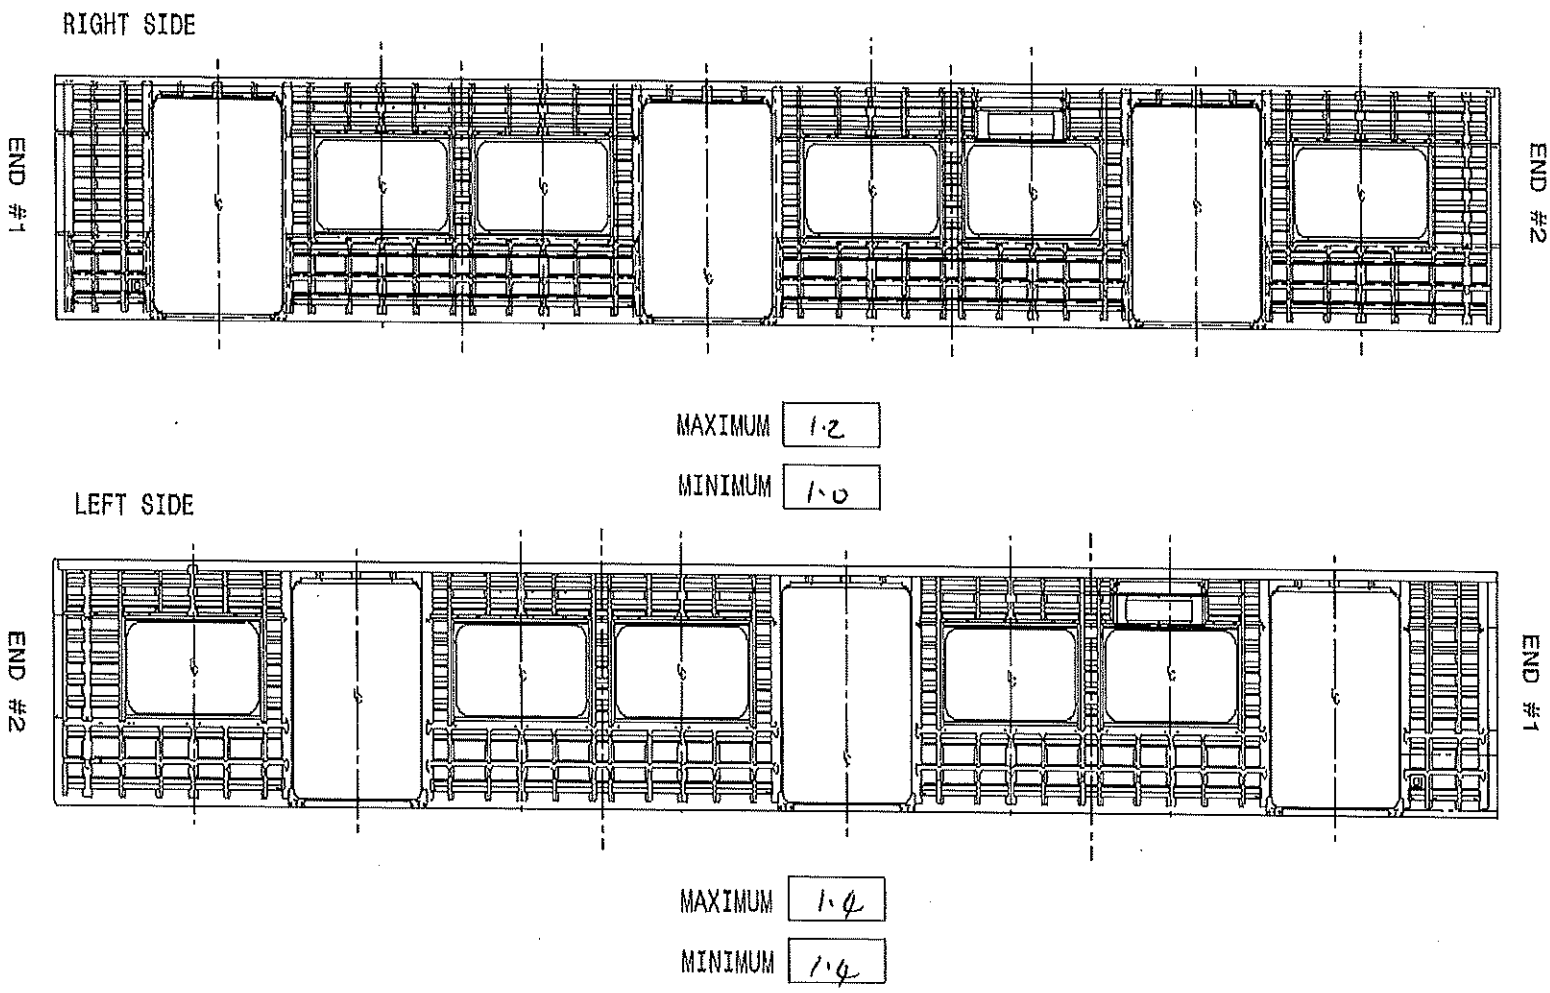 RIGHT SIDE
END #1
END #2
MAXIMUM 1.2
MINIMUM 1.0
LEFT SIDE
END #2
END #1
MAXIMUM 1.4
MINIMUM 1.4